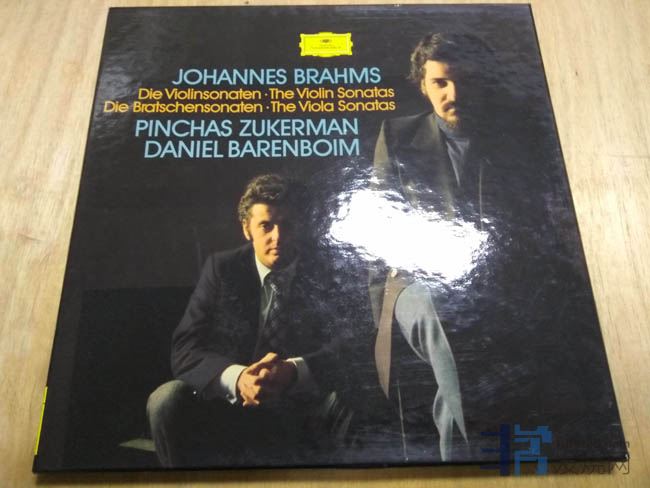 JOHANNES BRAHMS
Die Violinsonaten · The Violin Sonatas
Die Bratschensonaten · The Viola Sonatas
PINCHAS ZUKERMAN
DANIEL BARENBOIM